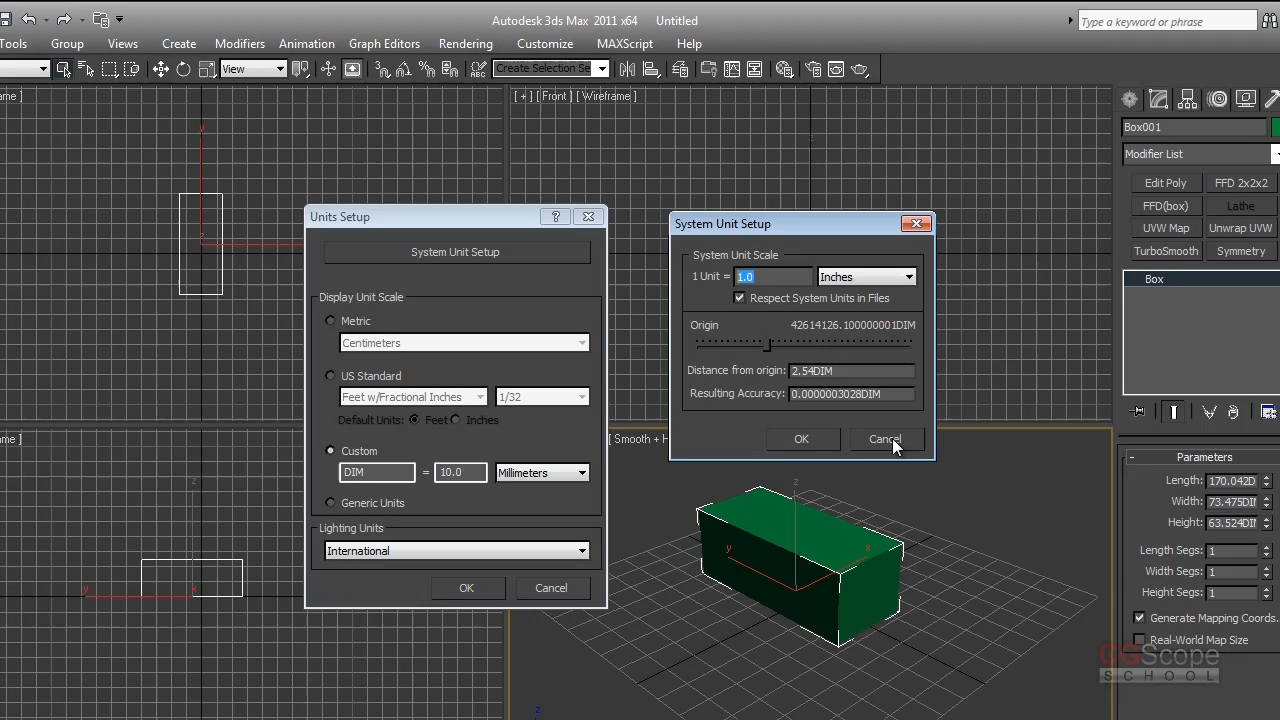 Autodesk 3ds Max 2011 x64 Untitled
Type a keyword or phrase
Tools Group Views Create Modifiers Animation Graph Editors Rendering Customize MAXScript Help
View
Create Selection Se
ame ]
[ + ] [ Front ] [ Wireframe ]
Box001
Modifier List
Edit Poly FFD 2x2x2
FFD(box) Lathe
UVW Map Unwrap UVW
TurboSmooth Symmetry
Box
Units Setup
System Unit Setup
Display Unit Scale
Metric
Centimeters
US Standard
Feet w/Fractional Inches 1/32
Default Units: Feet Inches
Custom
DIM = 10.0 Millimeters
Generic Units
Lighting Units
International
OK Cancel
System Unit Setup
System Unit Scale
1 Unit = 1.0 Inches
Respect System Units in Files
Origin 42614126.100000001DIM
Distance from origin: 2.54DIM
Resulting Accuracy: 0.0000003028DIM
OK Cancel
ame ]
[ Smooth + H
Parameters
Length: 170.042D
Width: 73.475DI
Height: 63.524DI
Length Segs: 1
Width Segs: 1
Height Segs: 1
Generate Mapping Coords.
Real-World Map Size
CGScope
SCHOOL
y
x
z
y
x
z
y
x
z